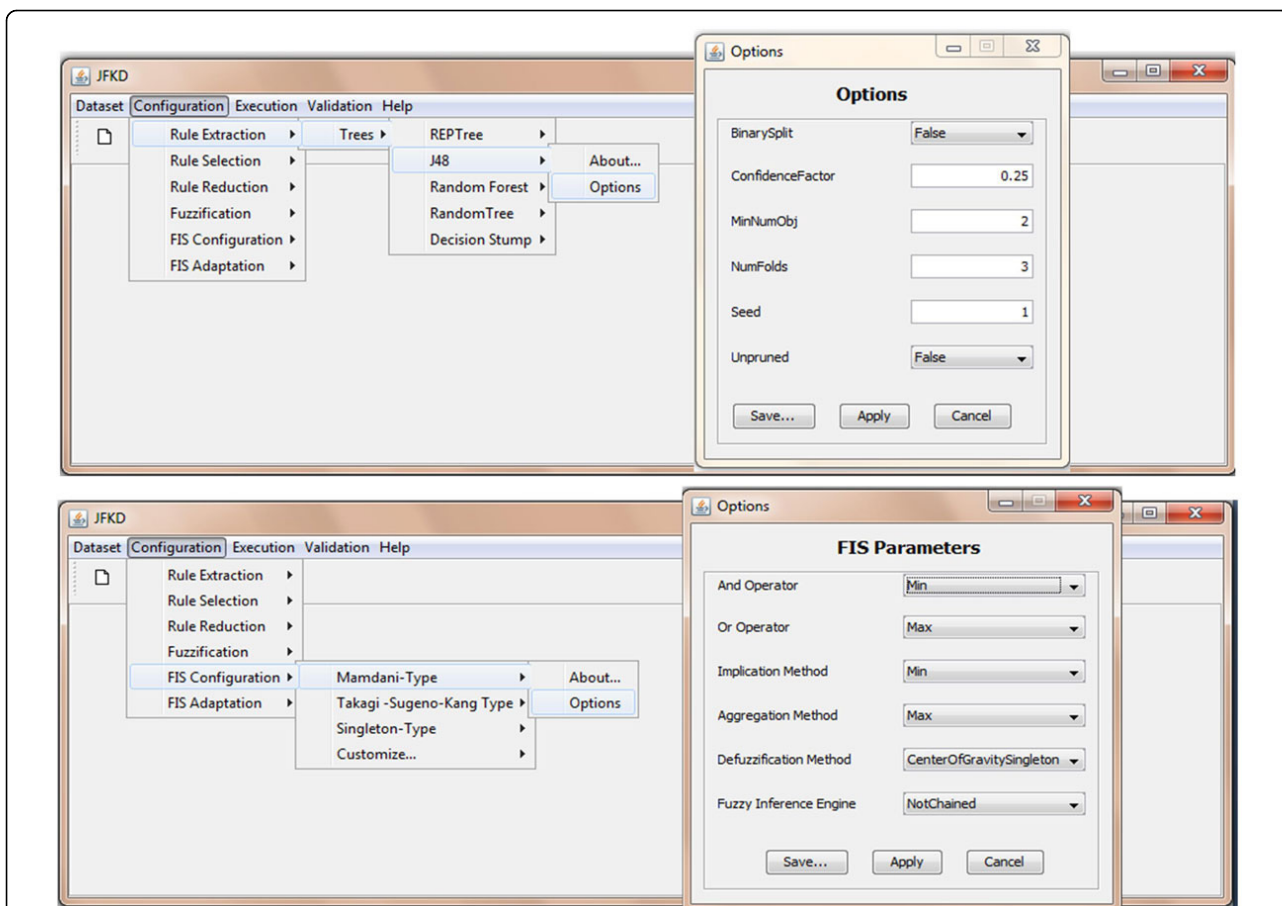 JFKD
Dataset Configuration Execution Validation Help
Rule Extraction
Rule Selection
Rule Reduction
Fuzzification
FIS Configuration
FIS Adaptation
Trees
REPTree
J48
Random Forest
RandomTree
Decision Stump
About...
Options
Options
Options
BinarySplit False
ConfidenceFactor 0.25
MinNumObj 2
NumFolds 3
Seed 1
Unpruned False
Save... Apply Cancel
JFKD
Dataset Configuration Execution Validation Help
Rule Extraction
Rule Selection
Rule Reduction
Fuzzification
FIS Configuration
FIS Adaptation
Mamdani-Type
Takagi -Sugeno-Kang Type
Singleton-Type
Customize...
About...
Options
Options
FIS Parameters
And Operator Min
Or Operator Max
Implication Method Min
Aggregation Method Max
Defuzzification Method CenterOfGravitySingleton
Fuzzy Inference Engine NotChained
Save... Apply Cancel